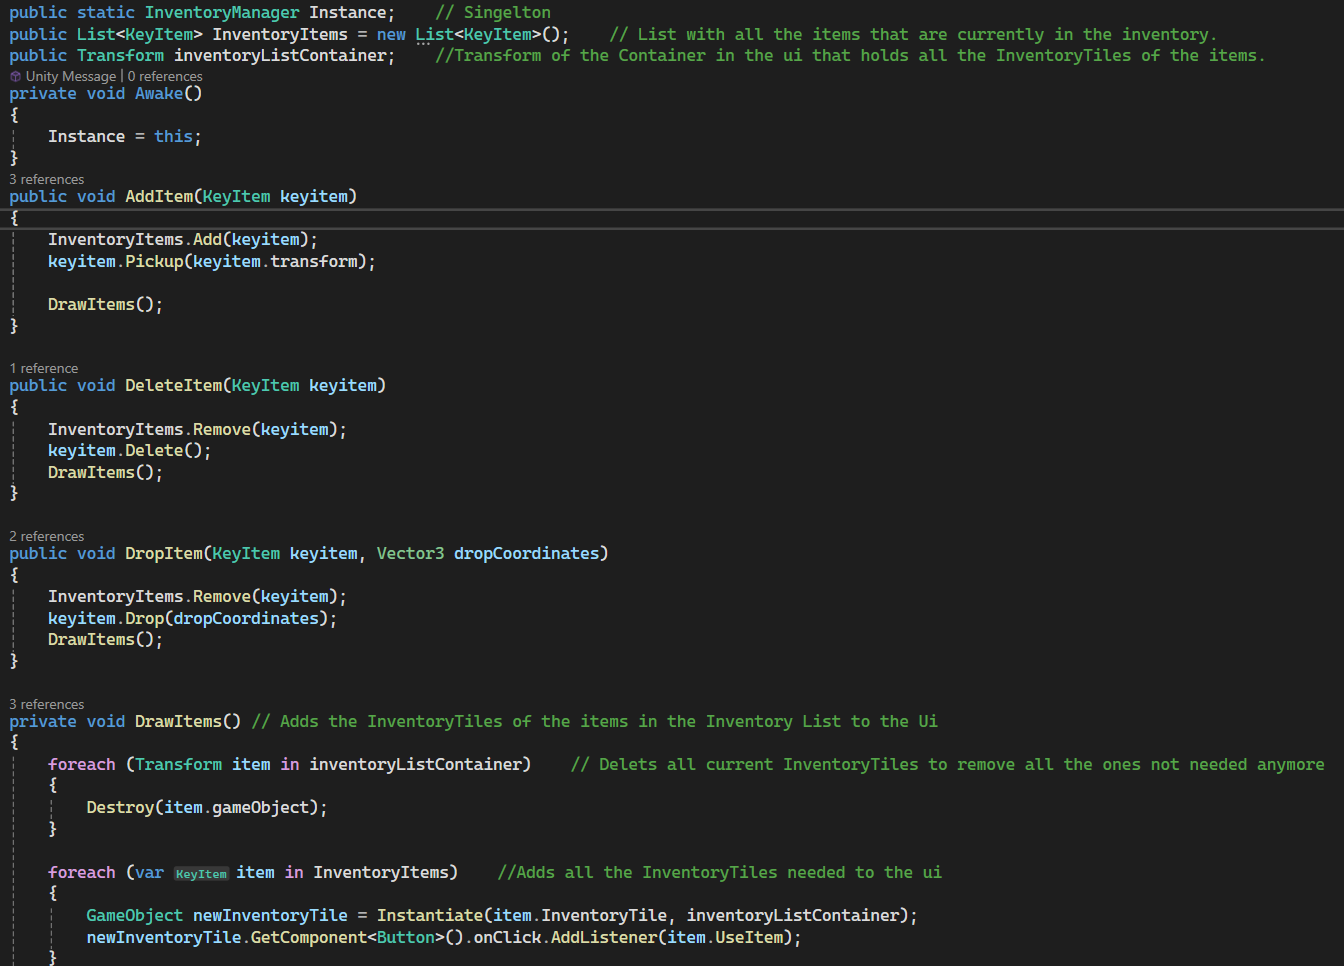 public static InventoryManager Instance;    // Singelton
public List<KeyItem> InventoryItems = new List<KeyItem>();    // List with all the items that are currently in the inventory.
public Transform inventoryListContainer;    //Transform of the Container in the ui that holds all the InventoryTiles of the items.
Unity Message | 0 references
private void Awake()
{
    Instance = this;
}
3 references
public void AddItem(KeyItem keyitem)
{
    InventoryItems.Add(keyitem);
    keyitem.Pickup(keyitem.transform);

    DrawItems();
}

1 reference
public void DeleteItem(KeyItem keyitem)
{
    InventoryItems.Remove(keyitem);
    keyitem.Delete();
    DrawItems();
}

2 references
public void DropItem(KeyItem keyitem, Vector3 dropCoordinates)
{
    InventoryItems.Remove(keyitem);
    keyitem.Drop(dropCoordinates);
    DrawItems();
}

3 references
private void DrawItems() // Adds the InventoryTiles of the items in the Inventory List to the Ui
{
    foreach (Transform item in inventoryListContainer)    // Delets all current InventoryTiles to remove all the ones not needed anymore
    {
        Destroy(item.gameObject);
    }

    foreach (var KeyItem item in InventoryItems)    //Adds all the InventoryTiles needed to the ui
    {
        GameObject newInventoryTile = Instantiate(item.InventoryTile, inventoryListContainer);
        newInventoryTile.GetComponent<Button>().onClick.AddListener(item.UseItem);
    }